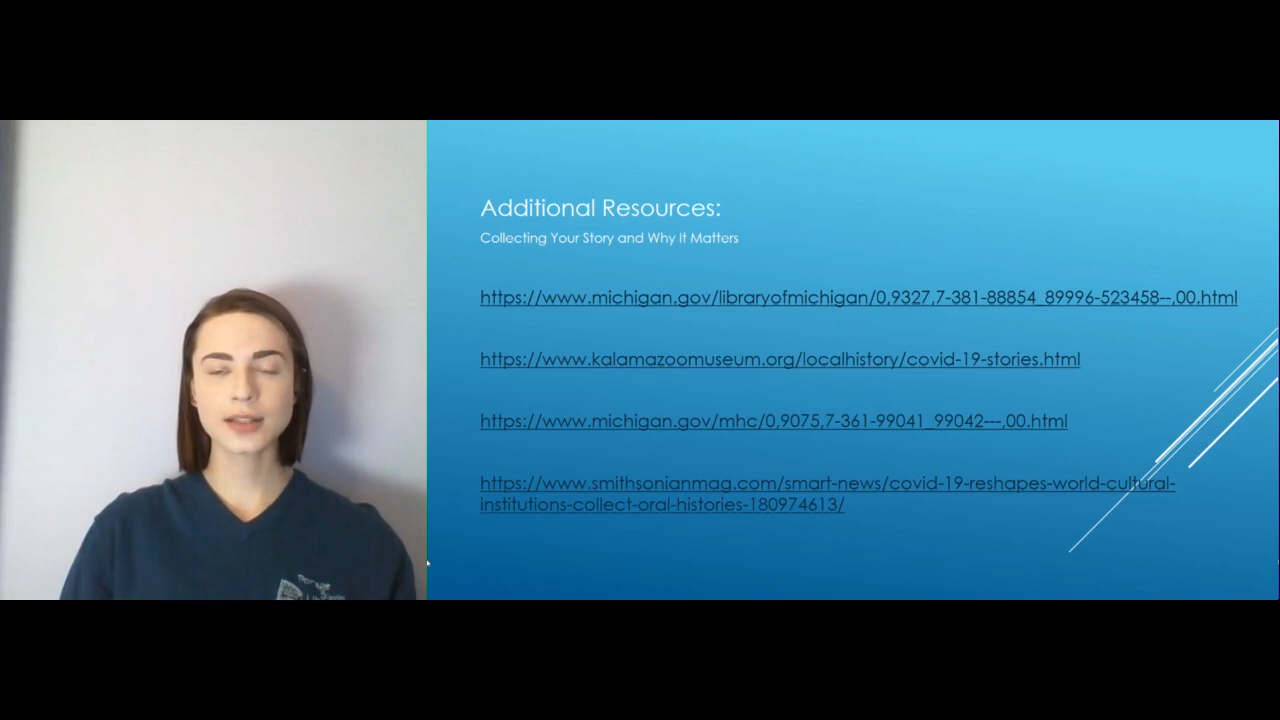 Additional Resources:
Collecting Your Story and Why It Matters
https://www.michigan.gov/libraryofmichigan/0,9327,7-381-88854_89996-523458--,00.html
https://www.kalamazoomuseum.org/localhistory/covid-19-stories.html
https://www.michigan.gov/mhc/0,9075,7-361-99041_99042---,00.html
https://www.smithsonianmag.com/smart-news/covid-19-reshapes-world-cultural-
institutions-collect-oral-histories-180974613/